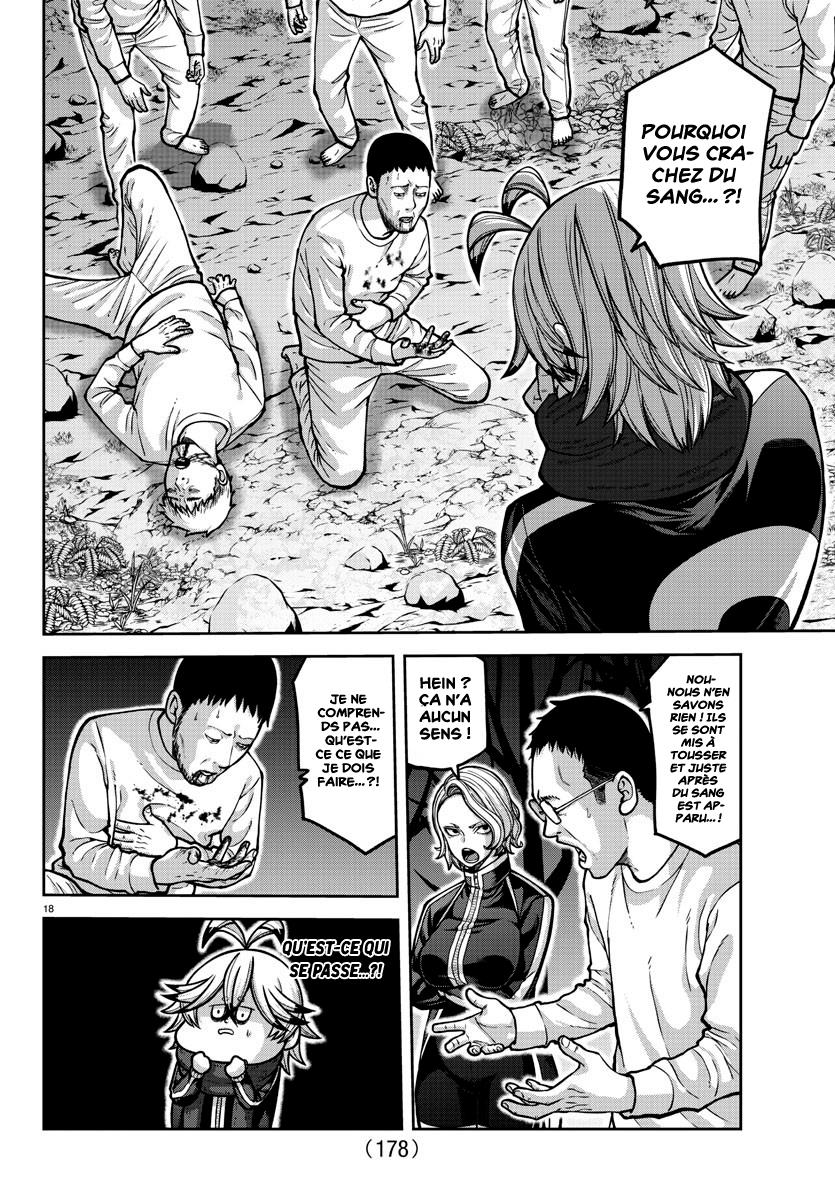 POURQUOI
VOUS CRA-
CHEZ DU
SANG... ?!
NOU-
NOUS N'EN
SAVONS
RIEN ! ILS
SE SONT
MIS À
TOUSSER
ET JUSTE
APRÈS
DU SANG
EST AP-
PARU... !
HEIN ?
ÇA N'A
AUCUN
SENS !
JE NE
COMPREN-
DS PAS...
QU'EST-
CE CE QUE
JE DOIS
FAIRE... ?!
18
QU'EST-CE QUI
SE PASSE...?!
(178)